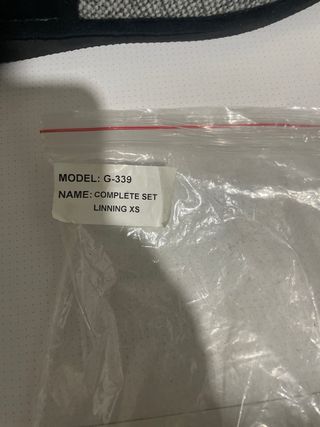 MODEL: G-339
NAME: COMPLETE SET
LINNING XS